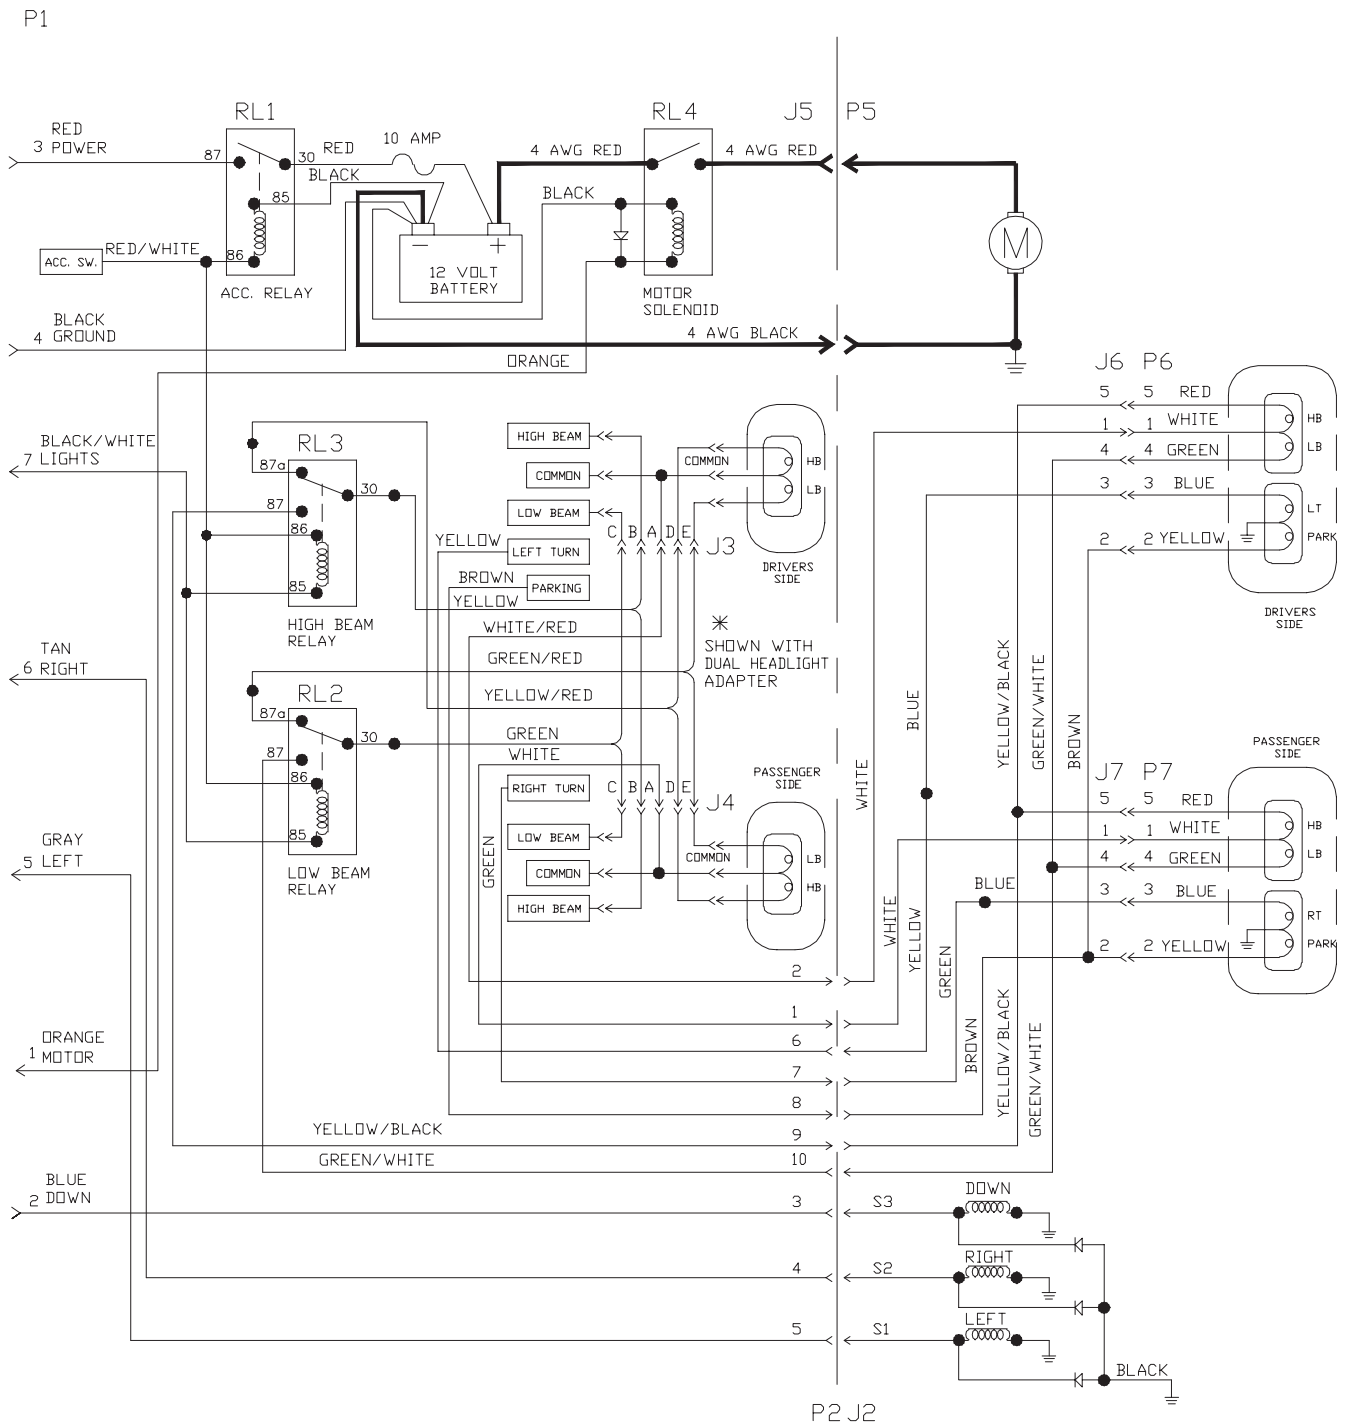 P1
RL1
RL4
J5
P5
RED
3 POWER
87
30
RED
10 AMP
BLACK
85
4 AWG RED
4 AWG RED
BLACK
ACC. SW.
RED/WHITE
86
ACC. RELAY
−
+
12 VOLT
BATTERY
MOTOR
SOLENOID
M
BLACK
4 GROUND
4 AWG BLACK
ORANGE
J6
P6
5
5
RED
1
1
WHITE
4
4
GREEN
3
3
BLUE
2
2
YELLOW
HB
LB
LT
PARK
DRIVERS
SIDE
BLACK/WHITE
7 LIGHTS
RL3
87a
30
87
86
85
HIGH BEAM
RELAY
HIGH BEAM
COMMON
LOW BEAM
LEFT TURN
PARKING
COMMON
HB
LB
C B A D E
J3
DRIVERS
SIDE
YELLOW
BROWN
YELLOW
WHITE/RED
GREEN/RED
YELLOW/RED
GREEN
WHITE
*
SHOWN WITH
DUAL HEADLIGHT
ADAPTER
TAN
6 RIGHT
RL2
87a
30
87
86
85
LOW BEAM
RELAY
RIGHT TURN
LOW BEAM
COMMON
HIGH BEAM
GREEN
C B A D E
J4
PASSENGER
SIDE
COMMON
LB
HB
WHITE
BLUE
YELLOW/BLACK
GREEN/WHITE
BROWN
PASSENGER
SIDE
J7
P7
5
5
RED
1
1
WHITE
4
4
GREEN
BLUE
3
3
BLUE
2
2
YELLOW
HB
LB
RT
PARK
GRAY
5 LEFT
WHITE
YELLOW
GREEN
BROWN
YELLOW/BLACK
GREEN/WHITE
2
1
6
7
8
ORANGE
1 MOTOR
YELLOW/BLACK
9
GREEN/WHITE
10
BLUE
2 DOWN
3
S3
DOWN
4
S2
RIGHT
5
S1
LEFT
BLACK
P2
J2